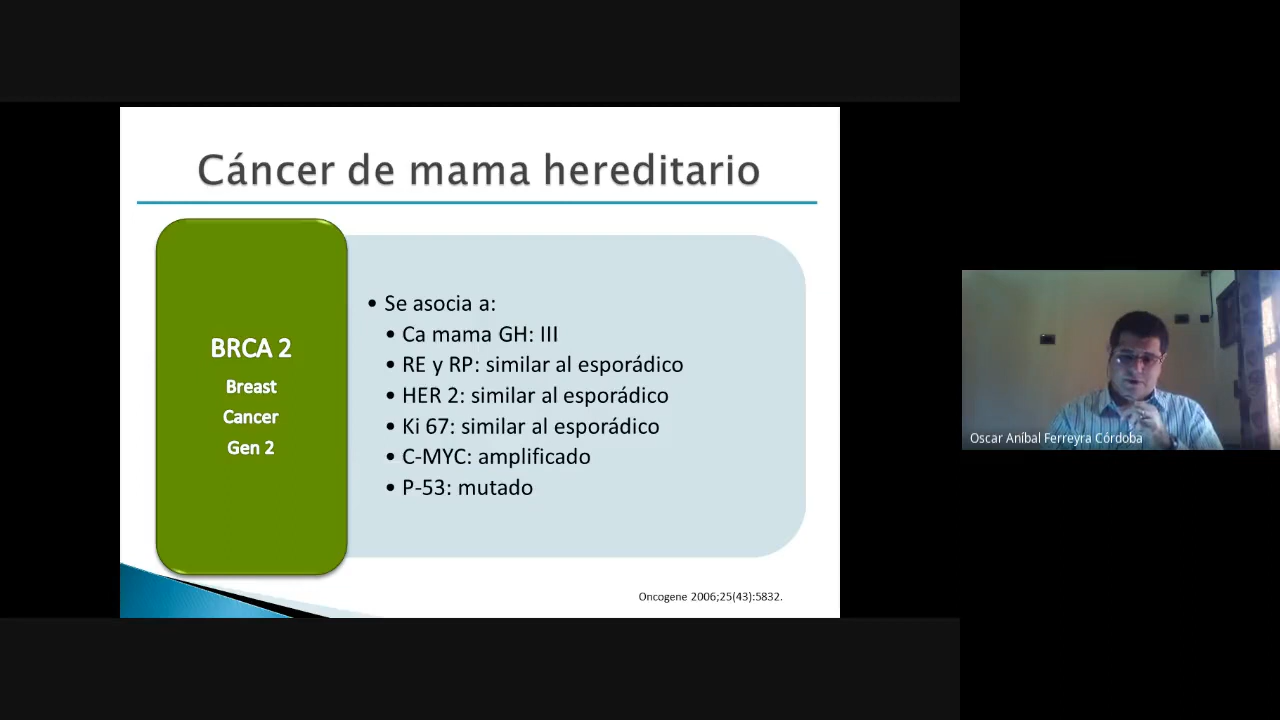 Cáncer de mama hereditario
BRCA 2
Breast
Cancer
Gen 2
• Se asocia a:
• Ca mama GH: III
• RE y RP: similar al esporádico
• HER 2: similar al esporádico
• Ki 67: similar al esporádico
• C-MYC: amplificado
• P-53: mutado
Oncogene 2006;25(43):5832.
Oscar Aníbal Ferreyra Córdoba